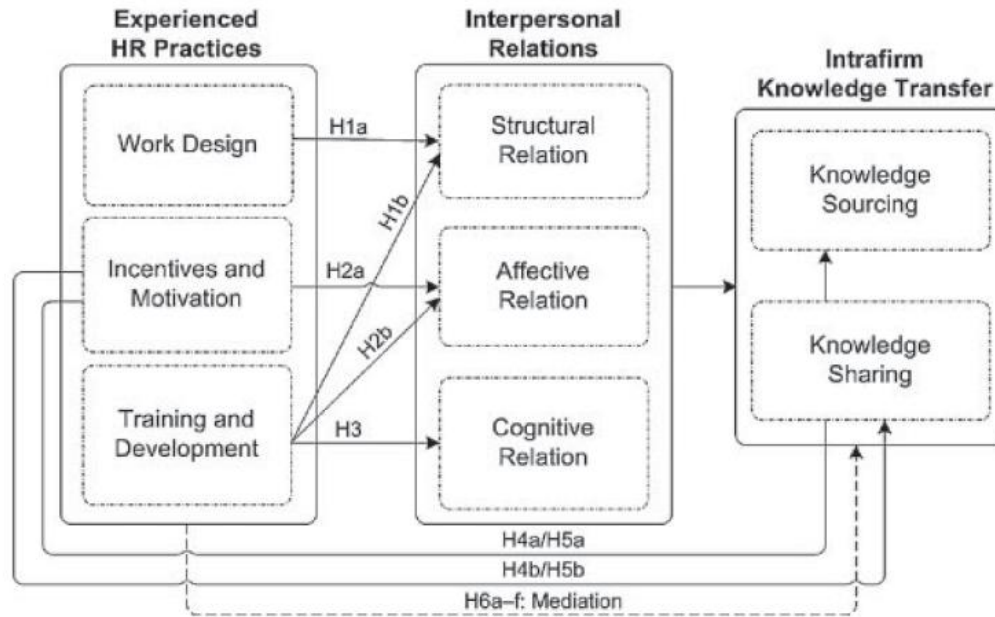 Experienced
HR Practices
Work Design
Incentives and
Motivation
Training and
Development
H1a
H1b
H2a
H2b
H3
Interpersonal
Relations
Structural
Relation
Affective
Relation
Cognitive
Relation
Intrafirm
Knowledge Transfer
Knowledge
Sourcing
Knowledge
Sharing
H4a/H5a
H4b/H5b
H6a–f: Mediation